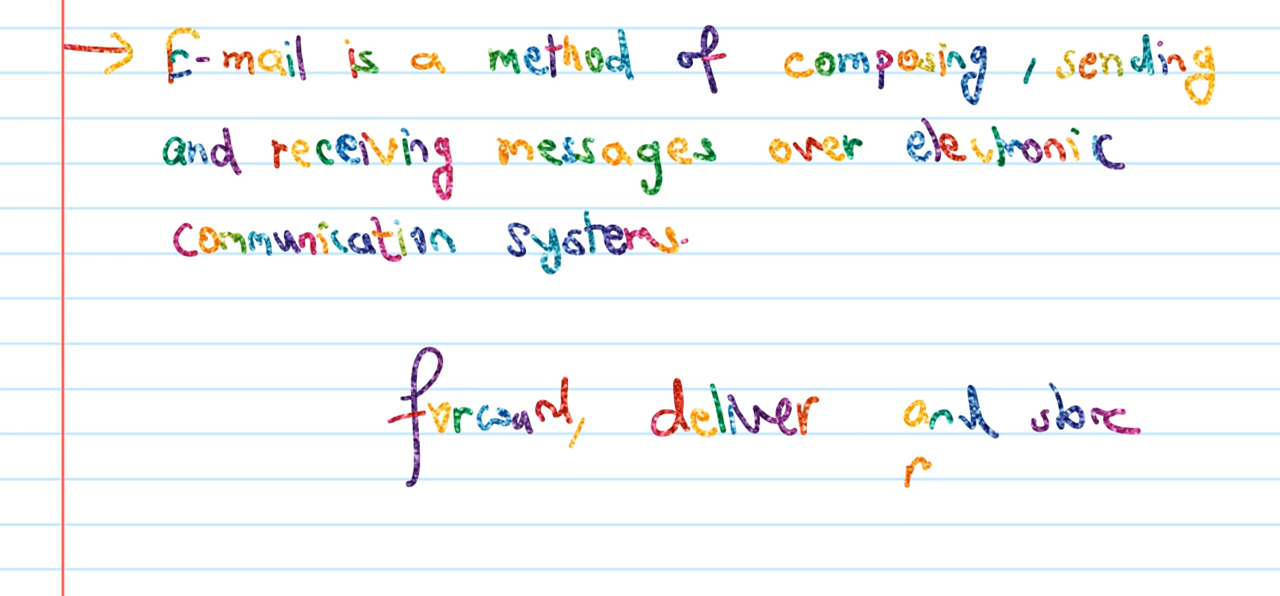 → E-mail is a method of composing, sending
and receiving messages over electronic
communication systems.
forward, deliver and store
r